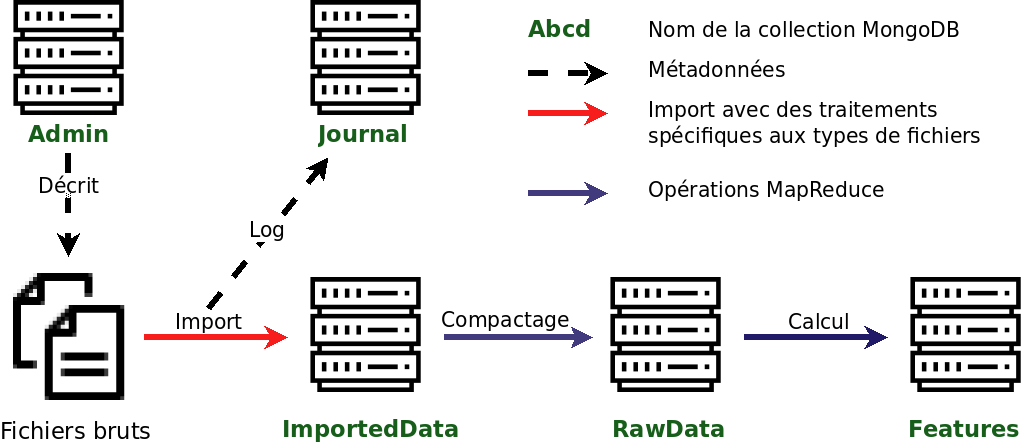 Abcd
Nom de la collection MongoDB
Métadonnées
Import avec des traitements
spécifiques aux types de fichiers
Opérations MapReduce
Admin
Journal
Décrit
Log
Import
Compactage
Calcul
Fichiers bruts
ImportedData
RawData
Features